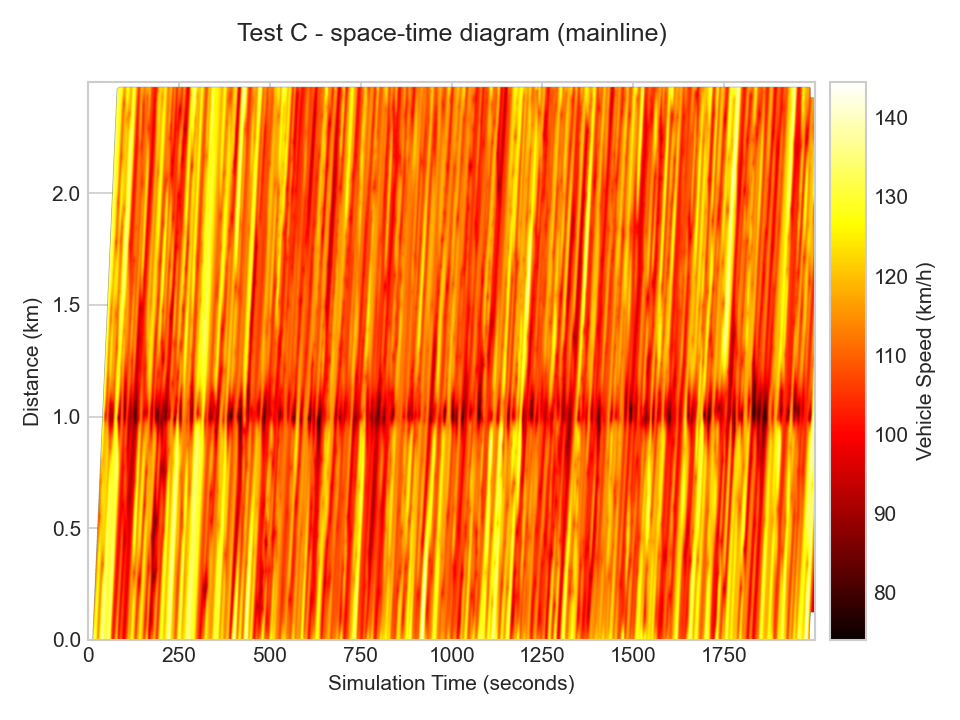 Test C - space-time diagram (mainline)
140
130
120
110
100
90
80
Vehicle Speed (km/h)
2.0
1.5
1.0
0.5
0.0
Distance (km)
0 250 500 750 1000 1250 1500 1750
Simulation Time (seconds)